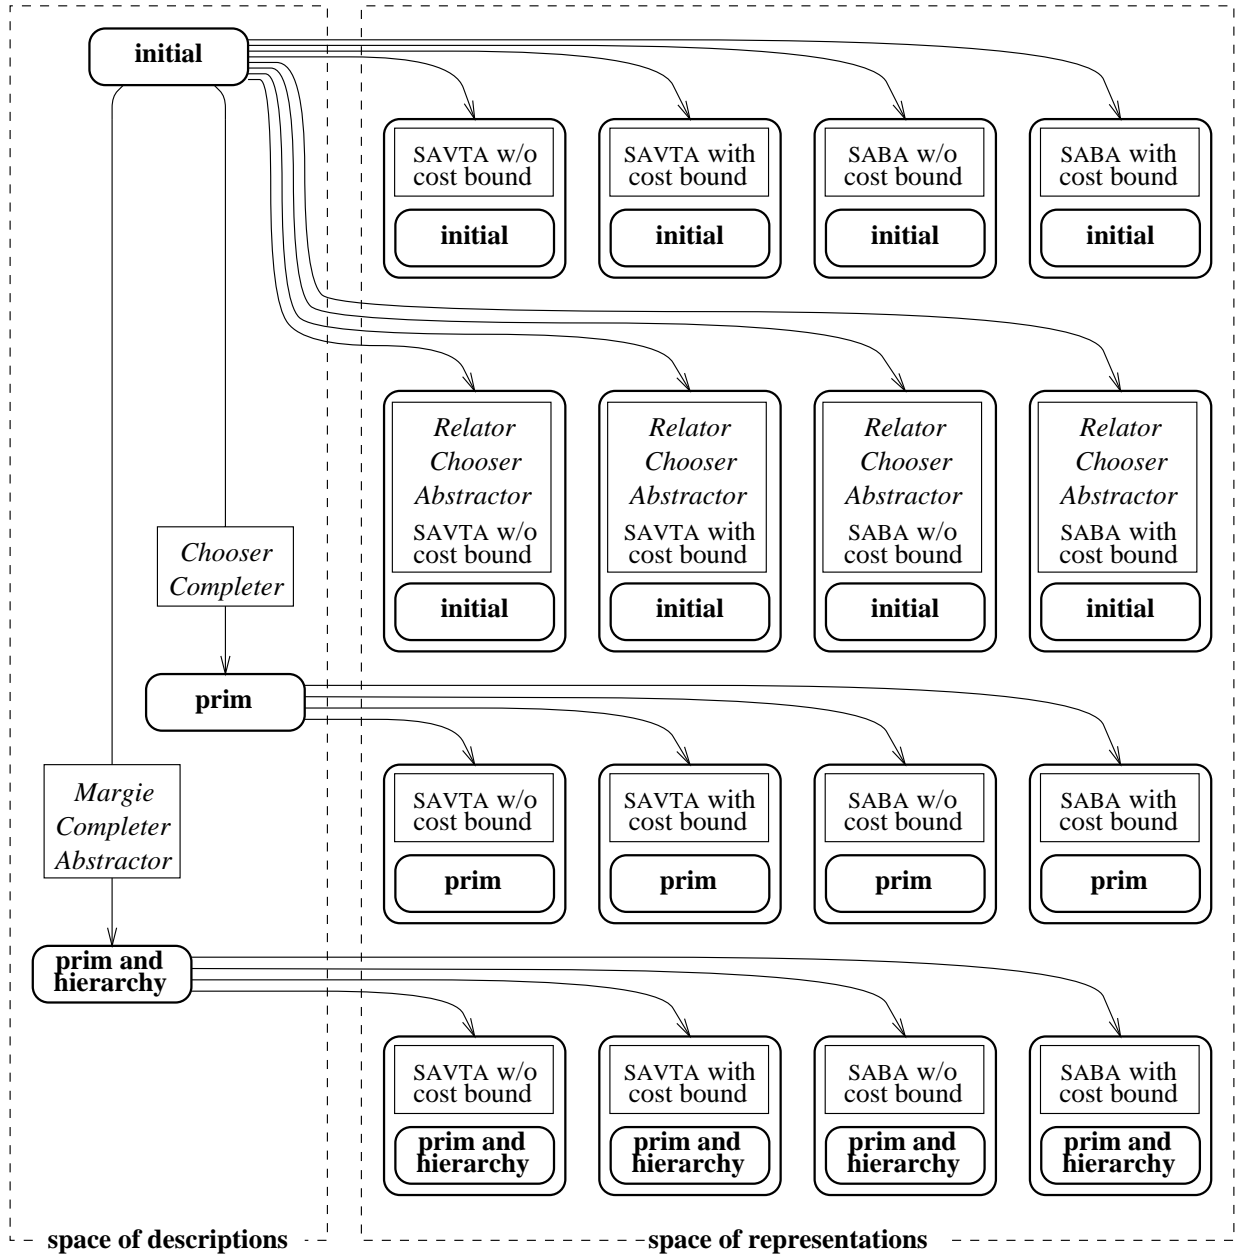 initial
SAVTA w/o
cost bound
initial
SAVTA with
cost bound
initial
SABA w/o
cost bound
initial
SABA with
cost bound
initial
Relator
Chooser
Abstractor
SAVTA w/o
cost bound
initial
Relator
Chooser
Abstractor
SAVTA with
cost bound
initial
Relator
Chooser
Abstractor
SABA w/o
cost bound
initial
Relator
Chooser
Abstractor
SABA with
cost bound
initial
Chooser
Completer
prim
SAVTA w/o
cost bound
prim
SAVTA with
cost bound
prim
SABA w/o
cost bound
prim
SABA with
cost bound
prim
Margie
Completer
Abstractor
prim and
hierarchy
SAVTA w/o
cost bound
prim and
hierarchy
SAVTA with
cost bound
prim and
hierarchy
SABA w/o
cost bound
prim and
hierarchy
SABA with
cost bound
prim and
hierarchy
space of descriptions
space of representations